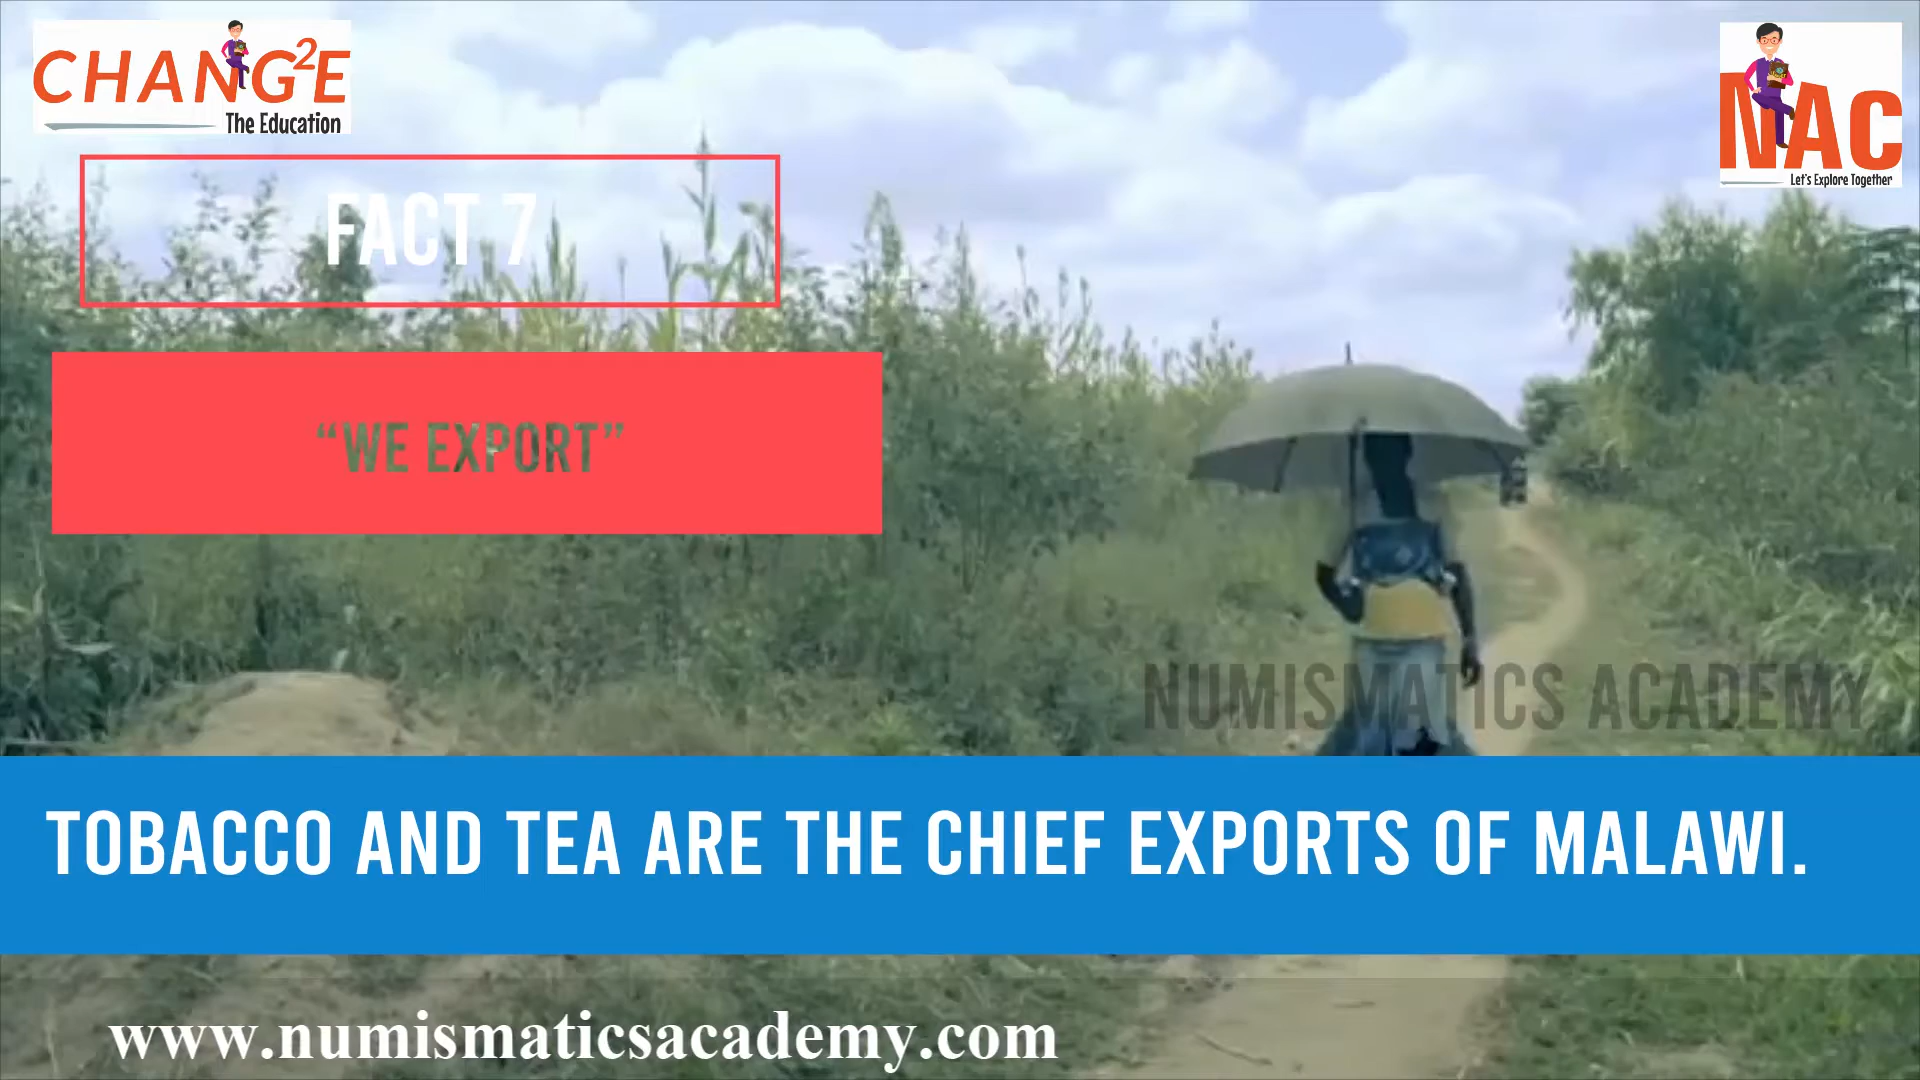 CHANG²E
The Education
NAC
Let's Explore Together
FACT 7
“WE EXPORT”
NUMISMATICS ACADEMY
TOBACCO AND TEA ARE THE CHIEF EXPORTS OF MALAWI.
www.numismaticsacademy.com